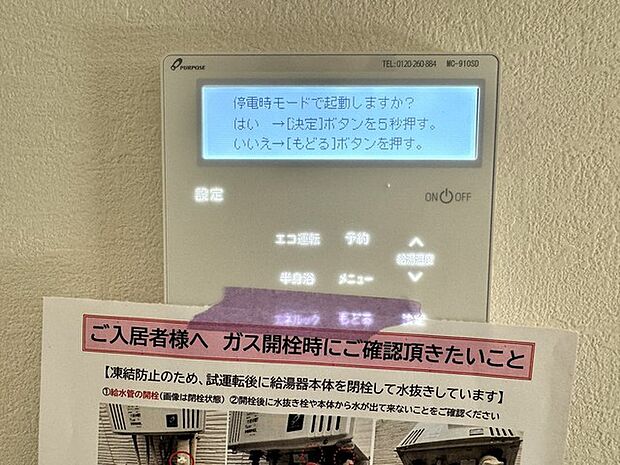 PURPOSE
TEL:0120-260-884 MC-910SD
停電時モードで起動しますか？
はい →[決定]ボタンを５秒押す。
いいえ→[もどる]ボタンを押す。
設定
ON OFF
エコ運転 予約
半身浴 メニュー
エネルック もどる 決定
ご入居者様へ ガス開栓時にご確認頂きたいこと
【凍結防止のため、試運転後に給湯器本体を閉栓して水抜きしています】
①給水管の開栓(画像は閉栓状態) ②開栓後に水抜き栓や本体から水が出て来ないことをご確認ください